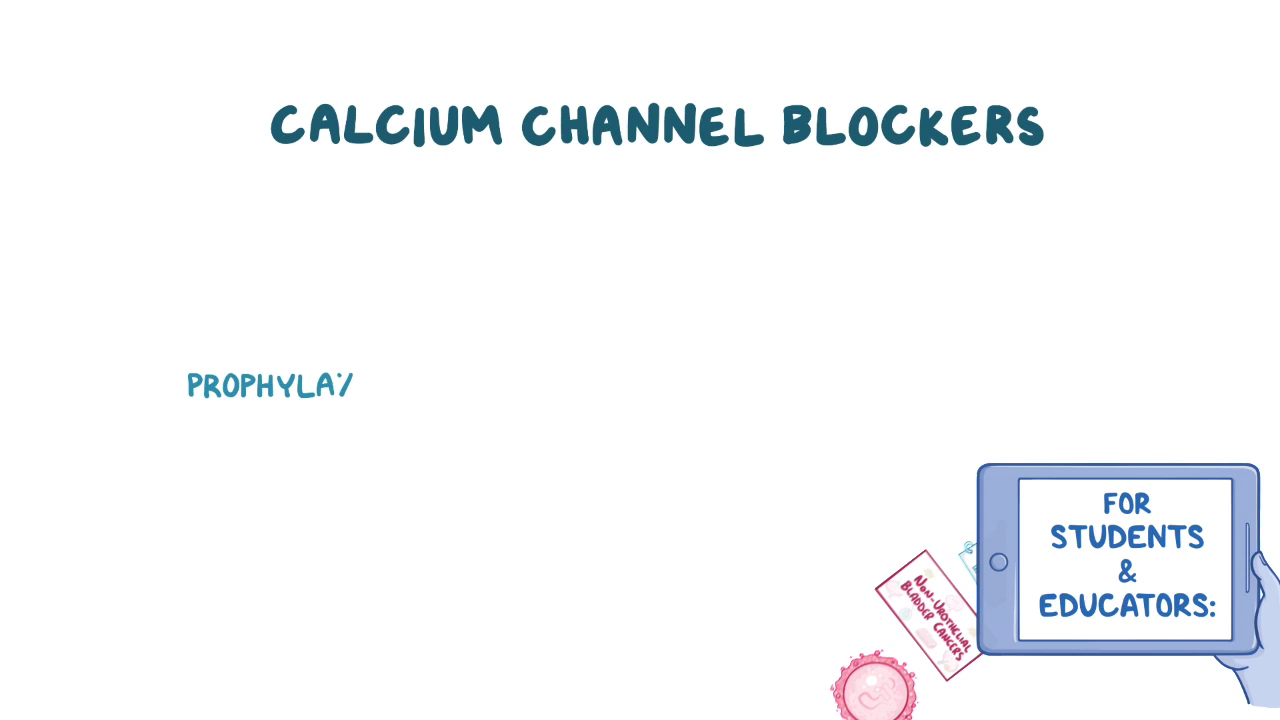 CALCIUM CHANNEL BLOCKERS
PROPHYLA
FOR
STUDENTS
&
EDUCATORS:
NON-UROTHELIAL
BLADDER CANCERS